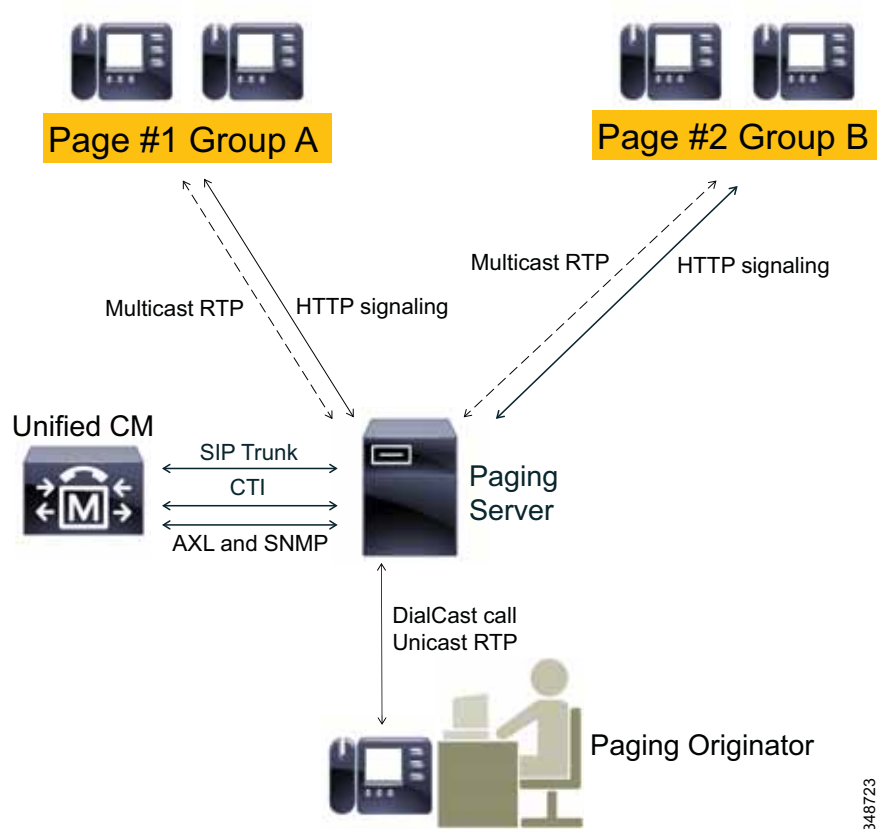 Page #1 Group A
Page #2 Group B
Multicast RTP
HTTP signaling
Multicast RTP
HTTP signaling
Unified CM
M
SIP Trunk
CTI
AXL and SNMP
Paging
Server
DialCast call
Unicast RTP
Paging Originator
348723